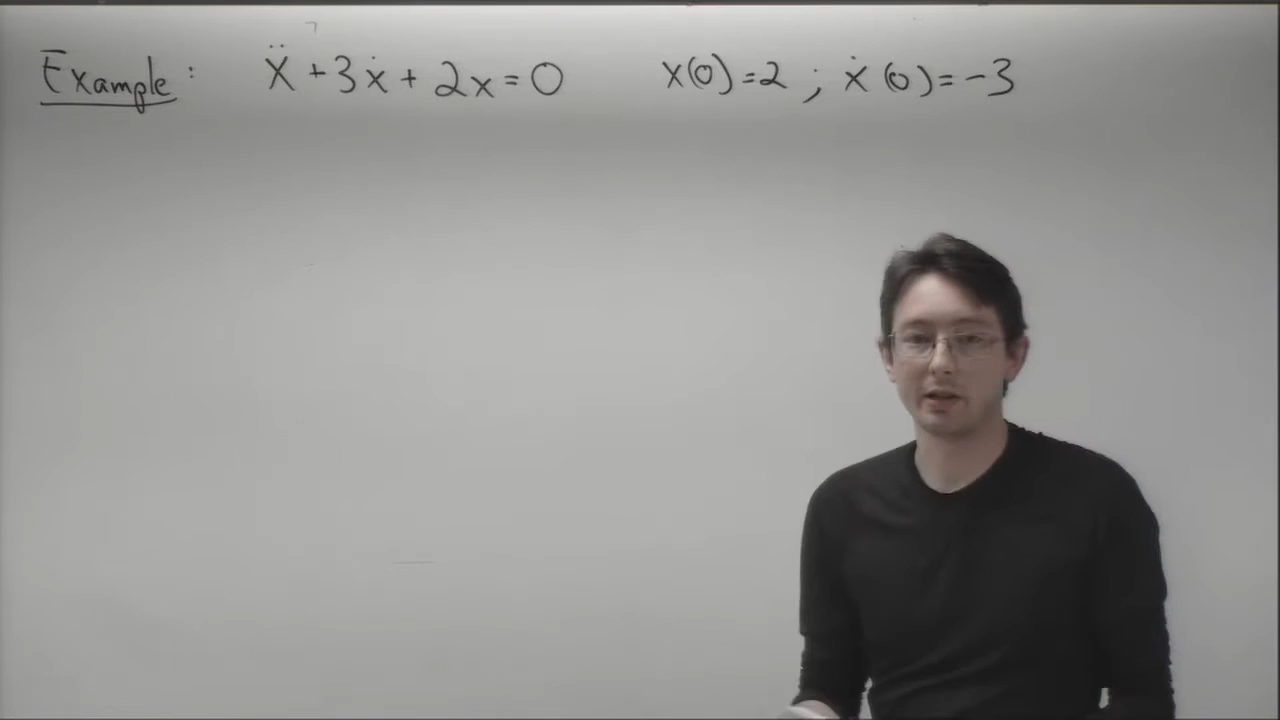 Example: ẍ + 3ẋ + 2x = 0 x(0) = 2 ; ẋ(0) = -3